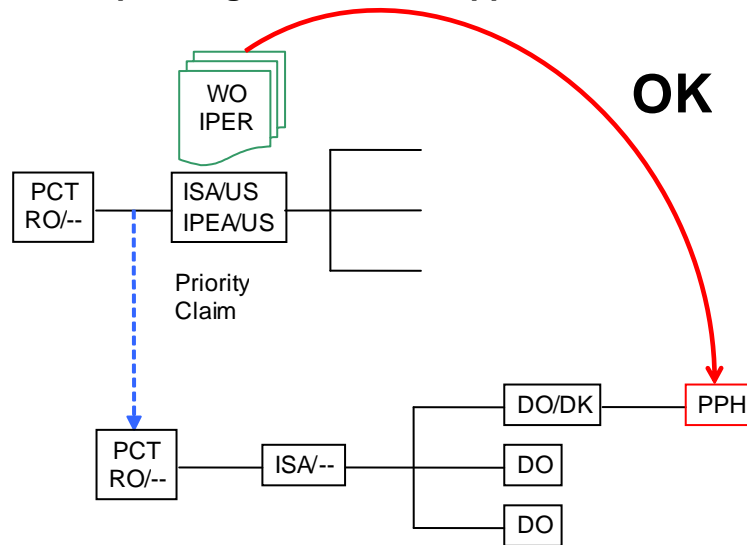 WO
IPER
OK
PCT
RO/--
ISA/US
IPEA/US
Priority
Claim
DO/DK
PPH
PCT
RO/--
ISA/--
DO
DO